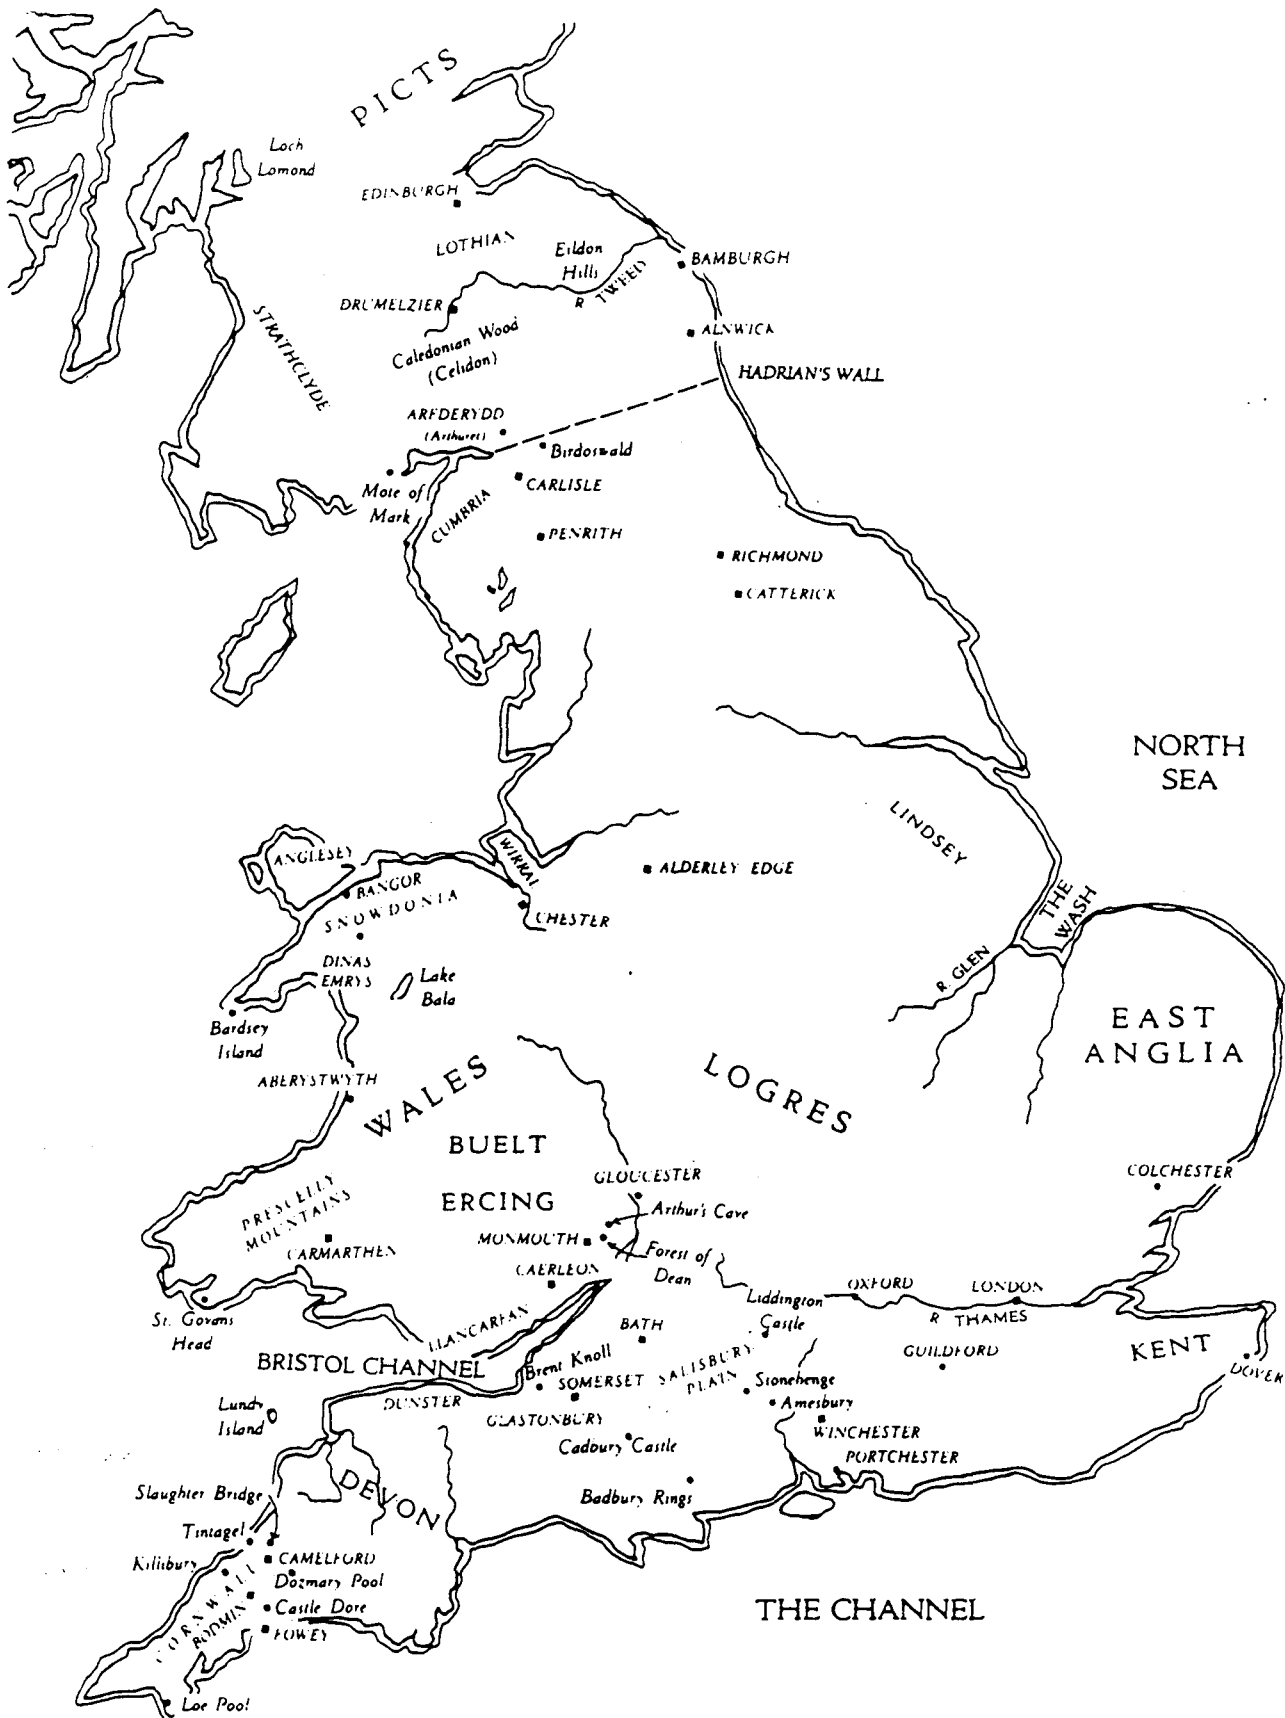 PICTS
Loch
Lomond
EDINBURGH
LOTHIAN
Eildon
Hills
R TWEED
BAMBURGH
DRUMELZIER
STRATHCLYDE
ALNWICK
Caledonian Wood
(Celidon)
HADRIAN'S WALL
ARFDERYDD
(Arthuret)
Birdoswald
CARLISLE
Mote of
Mark
CUMBRIA
PENRITH
RICHMOND
CATTERICK
NORTH
SEA
LINDSEY
ANGLESEY
WIRRAL
ALDERLEY EDGE
BANGOR
SNOWDONIA
CHESTER
THE
WASH
DINAS
EMRYS
Lake
Bala
R. GLEN
Bardsey
Island
EAST
ANGLIA
ABERYSTWYTH
WALES
LOGRES
BUELT
GLOUCESTER
COLCHESTER
PRESCELLY
MOUNTAINS
ERCING
Arthur's Cave
MONMOUTH
CARMARTHEN
Forest of
Dean
CAERLEON
St. Govans
Head
LLANCARFAN
Liddington
Castle
OXFORD
LONDON
R THAMES
BATH
KENT
GUILDFORD
BRISTOL CHANNEL
Brent Knoll
SALISBURY
PLAIN
DOVER
SOMERSET
Stonehenge
DUNSTER
Amesbury
Lundy
Island
GLASTONBURY
WINCHESTER
Cadbury Castle
PORTCHESTER
Slaughter Bridge
DEVON
Badbury Rings
Tintagel
CAMELFORD
Killibury
Dozmary Pool
CORNWALL
BODMIN
Castle Dore
FOWEY
THE CHANNEL
Loe Pool